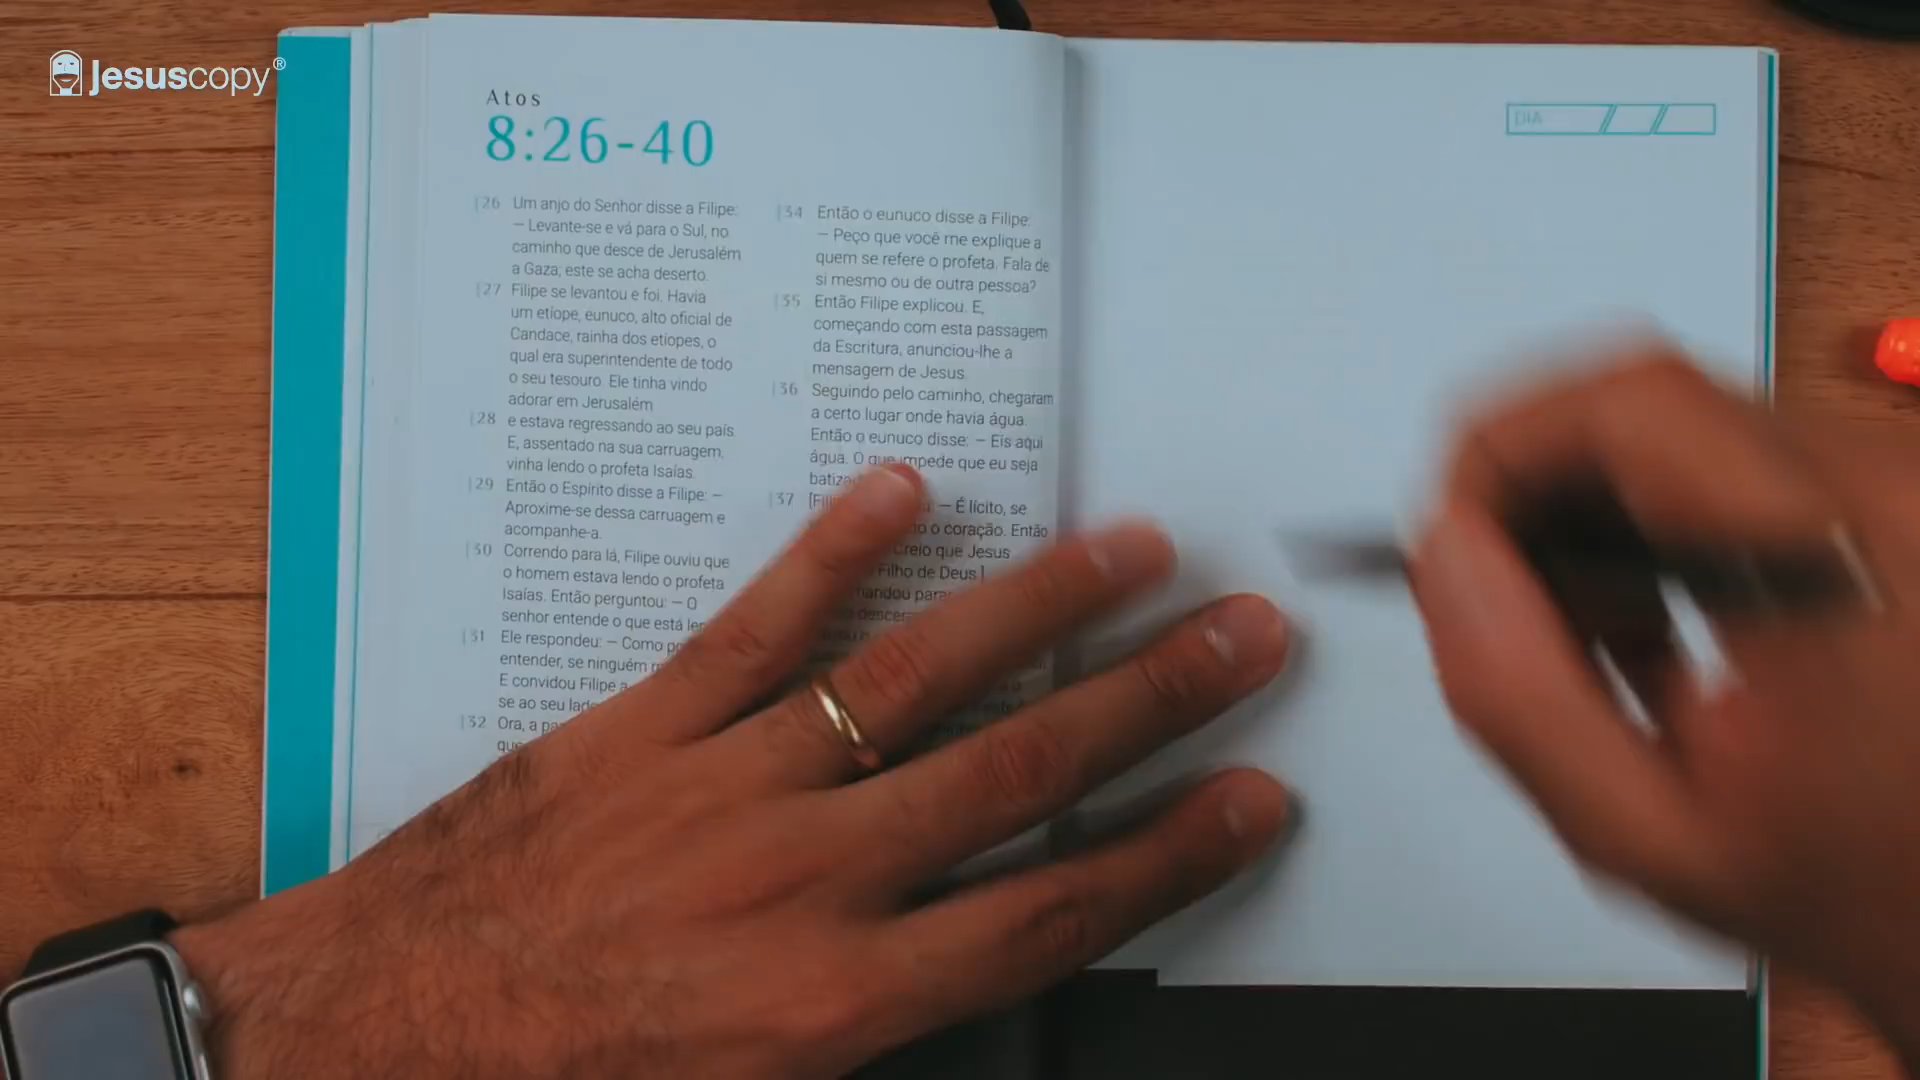 Jesuscopy®
Atos
8:26-40
26 Um anjo do Senhor disse a Filipe:
– Levante-se e vá para o Sul, no
caminho que desce de Jerusalém
a Gaza; este se acha deserto.
27 Filipe se levantou e foi. Havia
um etíope, eunuco, alto oficial de
Candace, rainha dos etíopes, o
qual era superintendente de todo
o seu tesouro. Ele tinha vindo
adorar em Jerusalém
28 e estava regressando ao seu país.
E, assentado na sua carruagem,
vinha lendo o profeta Isaías.
29 Então o Espírito disse a Filipe: –
Aproxime-se dessa carruagem e
acompanhe-a.
30 Correndo para lá, Filipe ouviu que
o homem estava lendo o profeta
Isaías. Então perguntou: – O
senhor entende o que está
31 Ele respondeu: – Como
entender, se ninguém
E convidou Filipe a
se ao seu
32 Ora, a
34 Então o eunuco disse a Filipe:
– Peço que você me explique a
quem se refere o profeta. Fala de
si mesmo ou de outra pessoa?
35 Então Filipe explicou. E,
começando com esta passagem
da Escritura, anunciou-lhe a
mensagem de Jesus.
36 Seguindo pelo caminho, chegaram
a certo lugar onde havia água.
Então o eunuco disse: – Eis aqui
água. O que impede que eu seja
37 – É lícito, se
o coração. Então
Creio que Jesus
Filho de Deus.]
DIA